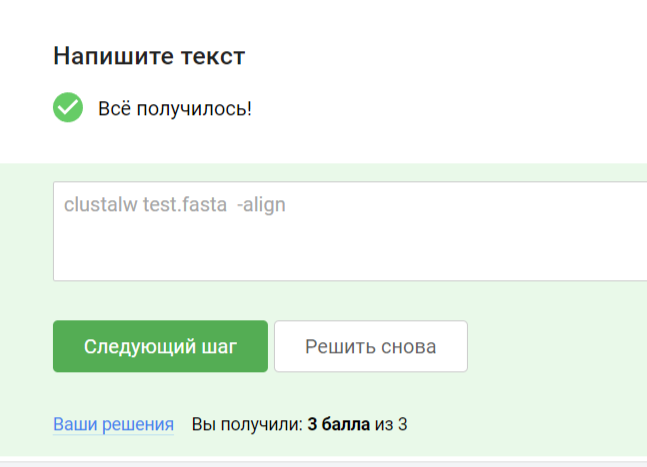 Напишите текст
Всё получилось!
clustalw test.fasta  -align
Следующий шаг
Решить снова
Ваши решения Вы получили: 3 балла из 3